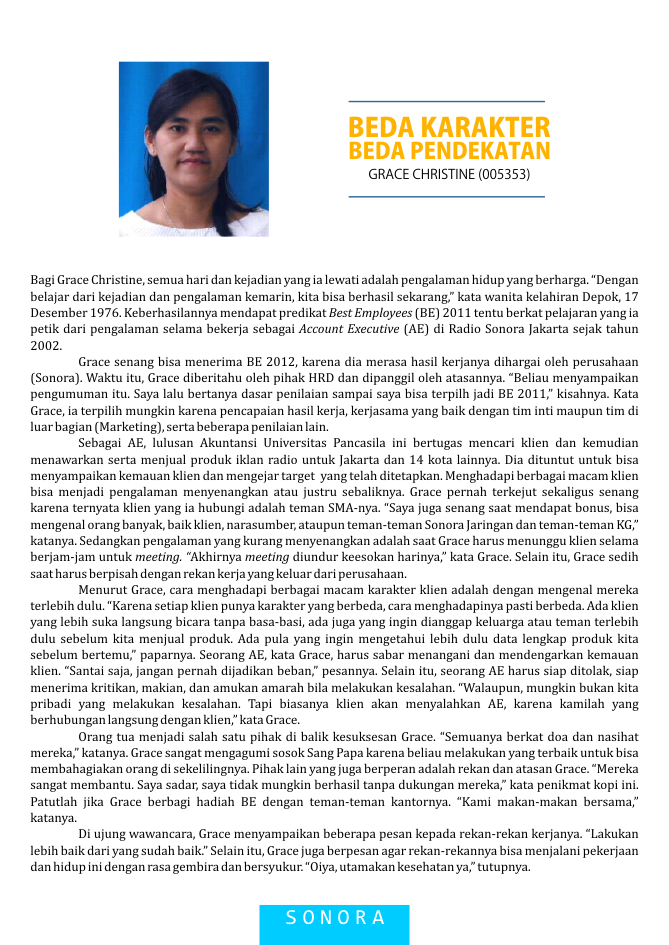 BEDA KARAKTER
BEDA PENDEKATAN
GRACE CHRISTINE (005353)
Bagi Grace Christine, semua hari dan kejadian yang ia lewati adalah pengalaman hidup yang berharga. “Dengan
belajar dari kejadian dan pengalaman kemarin, kita bisa berhasil sekarang,” kata wanita kelahiran Depok, 17
Desember 1976. Keberhasilannya mendapat predikat Best Employees (BE) 2011 tentu berkat pelajaran yang ia
petik dari pengalaman selama bekerja sebagai Account Executive (AE) di Radio Sonora Jakarta sejak tahun
2002.
Grace senang bisa menerima BE 2012, karena dia merasa hasil kerjanya dihargai oleh perusahaan
(Sonora). Waktu itu, Grace diberitahu oleh pihak HRD dan dipanggil oleh atasannya. “Beliau menyampaikan
pengumuman itu. Saya lalu bertanya dasar penilaian sampai saya bisa terpilh jadi BE 2011,” kisahnya. Kata
Grace, ia terpilih mungkin karena pencapaian hasil kerja, kerjasama yang baik dengan tim inti maupun tim di
luar bagian (Marketing), serta beberapa penilaian lain.
Sebagai AE, lulusan Akuntansi Universitas Pancasila ini bertugas mencari klien dan kemudian
menawarkan serta menjual produk iklan radio untuk Jakarta dan 14 kota lainnya. Dia dituntut untuk bisa
menyampaikan kemauan klien dan mengejar target yang telah ditetapkan. Menghadapi berbagai macam klien
bisa menjadi pengalaman menyenangkan atau justru sebaliknya. Grace pernah terkejut sekaligus senang
karena ternyata klien yang ia hubungi adalah teman SMA-nya. “Saya juga senang saat mendapat bonus, bisa
mengenal orang banyak, baik klien, narasumber, ataupun teman-teman Sonora Jaringan dan teman-teman KG,”
katanya. Sedangkan pengalaman yang kurang menyenangkan adalah saat Grace harus menunggu klien selama
berjam-jam untuk meeting. “Akhirnya meeting diundur keesokan harinya,” kata Grace. Selain itu, Grace sedih
saat harus berpisah dengan rekan kerja yang keluar dari perusahaan.
Menurut Grace, cara menghadapi berbagai macam karakter klien adalah dengan mengenal mereka
terlebih dulu. “Karena setiap klien punya karakter yang berbeda, cara menghadapinya pasti berbeda. Ada klien
yang lebih suka langsung bicara tanpa basa-basi, ada juga yang ingin dianggap keluarga atau teman terlebih
dulu sebelum kita menjual produk. Ada pula yang ingin mengetahui lebih dulu data lengkap produk kita
sebelum bertemu,” paparnya. Seorang AE, kata Grace, harus sabar menangani dan mendengarkan kemauan
klien. “Santai saja, jangan pernah dijadikan beban,” pesannya. Selain itu, seorang AE harus siap ditolak, siap
menerima kritikan, makian, dan amukan amarah bila melakukan kesalahan. “Walaupun, mungkin bukan kita
pribadi yang melakukan kesalahan. Tapi biasanya klien akan menyalahkan AE, karena kamilah yang
berhubungan langsung dengan klien,” kata Grace.
Orang tua menjadi salah satu pihak di balik kesuksesan Grace. “Semuanya berkat doa dan nasihat
mereka,” katanya. Grace sangat mengagumi sosok Sang Papa karena beliau melakukan yang terbaik untuk bisa
membahagiakan orang di sekelilingnya. Pihak lain yang juga berperan adalah rekan dan atasan Grace. “Mereka
sangat membantu. Saya sadar, saya tidak mungkin berhasil tanpa dukungan mereka,” kata penikmat kopi ini.
Patutlah jika Grace berbagi hadiah BE dengan teman-teman kantornya. “Kami makan-makan bersama,”
katanya.
Di ujung wawancara, Grace menyampaikan beberapa pesan kepada rekan-rekan kerjanya. “Lakukan
lebih baik dari yang sudah baik.” Selain itu, Grace juga berpesan agar rekan-rekannya bisa menjalani pekerjaan
dan hidup ini dengan rasa gembira dan bersyukur. “Oiya, utamakan kesehatan ya,” tutupnya.
SONORA